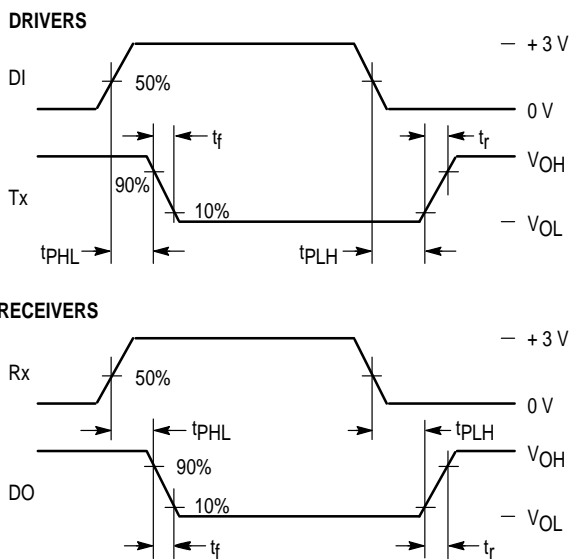 DRIVERS
+ 3 V
DI
50%
0 V
tf
tr
VOH
90%
Tx
10%
VOL
tPHL
tPLH
RECEIVERS
+ 3 V
Rx
50%
0 V
tPHL
tPLH
VOH
90%
DO
10%
VOL
tf
tr